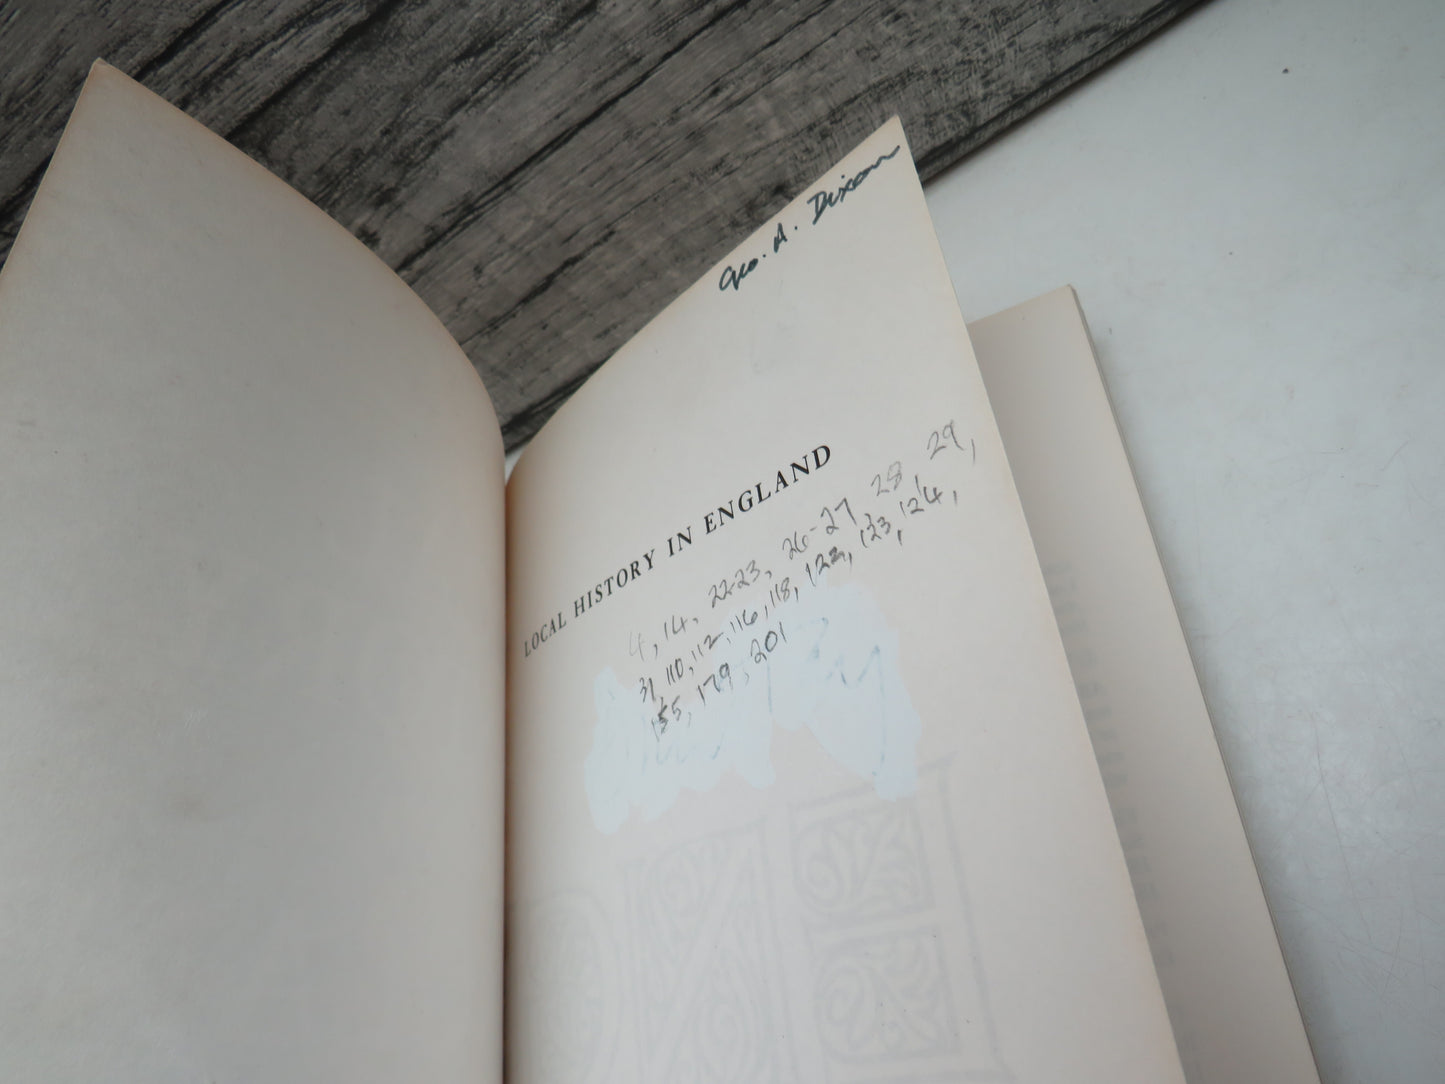 Geo. A. Dixon
LOCAL HISTORY IN ENGLAND
4, 14, 22-23, 26-27, 28, 29,
31, 110, 112, 116, 118, 122, 123, 124,
155, 179, 201